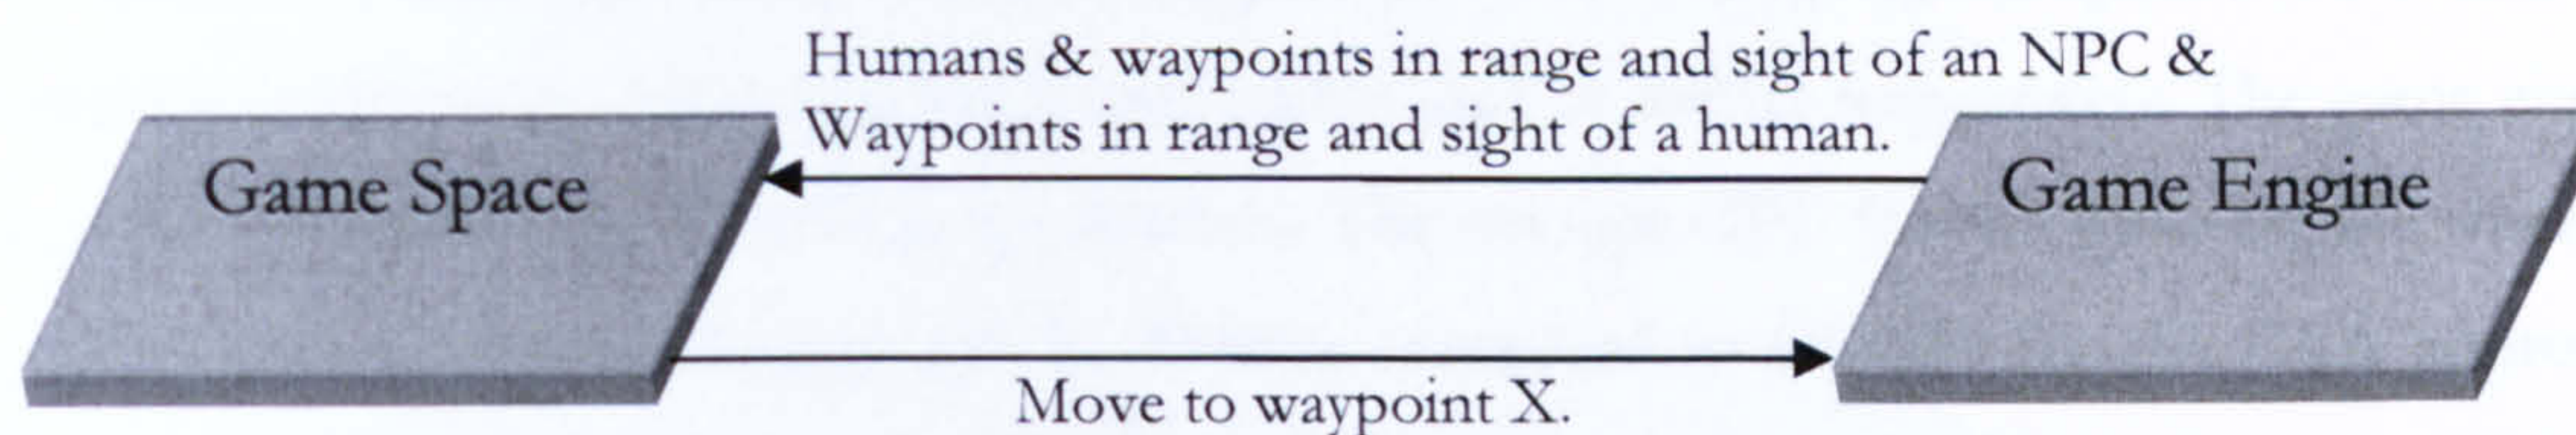 Humans & waypoints in range and sight of an NPC &
Waypoints in range and sight of a human.
Game Space
Game Engine
Move to waypoint X.